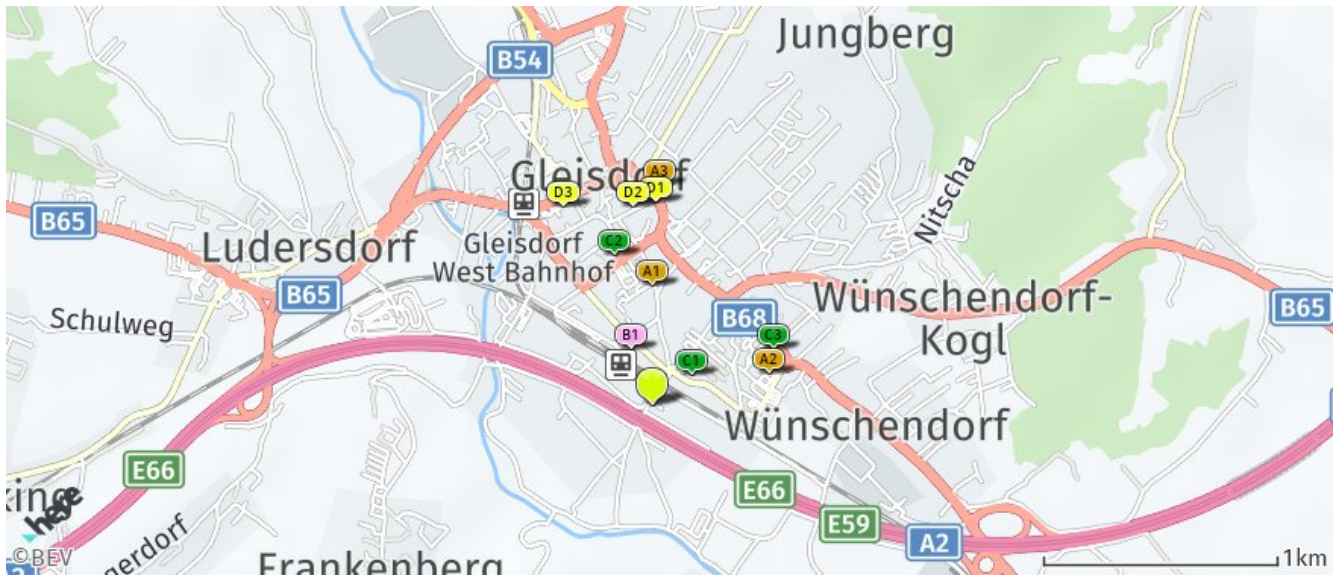 Jungberg
B54
Gleisdorf
A3
D3
D2
D1
Nitscha
B65
Ludersdorf
Gleisdorf
West Bahnhof
C2
A1
B65
Schulweg
Wünschendorf-
Kogl
B68
B65
B1
C3
C1
A2
Wünschendorf
E66
E66
E59
A2
here
©BEV
Frankenberg
1km